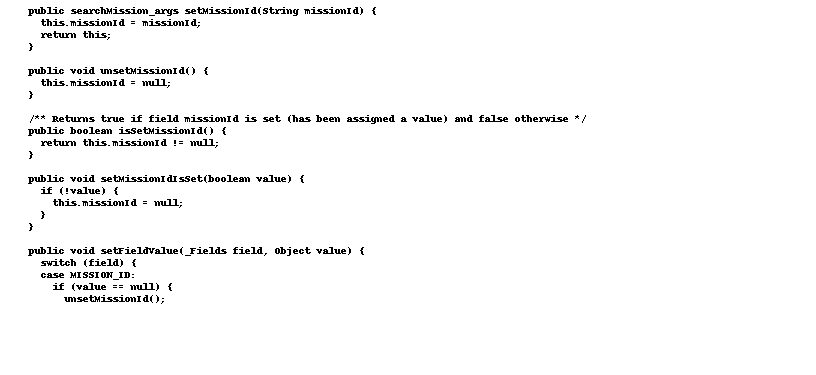 public searchMission_args setMissionId(String missionId) {
this.missionId = missionId;
return this;
}
public void unsetMissionId() {
this.missionId = null;
}
/** Returns true if field missionId is set (has been assigned a value) and false otherwise */
public boolean isSetMissionId() {
return this.missionId != null;
}
public void setMissionIdIsSet(boolean value) {
if (!value) {
this.missionId = null;
}
}
public void setFieldValue(_Fields field, Object value) {
switch (field) {
case MISSION_ID:
if (value == null) {
unsetMissionId();